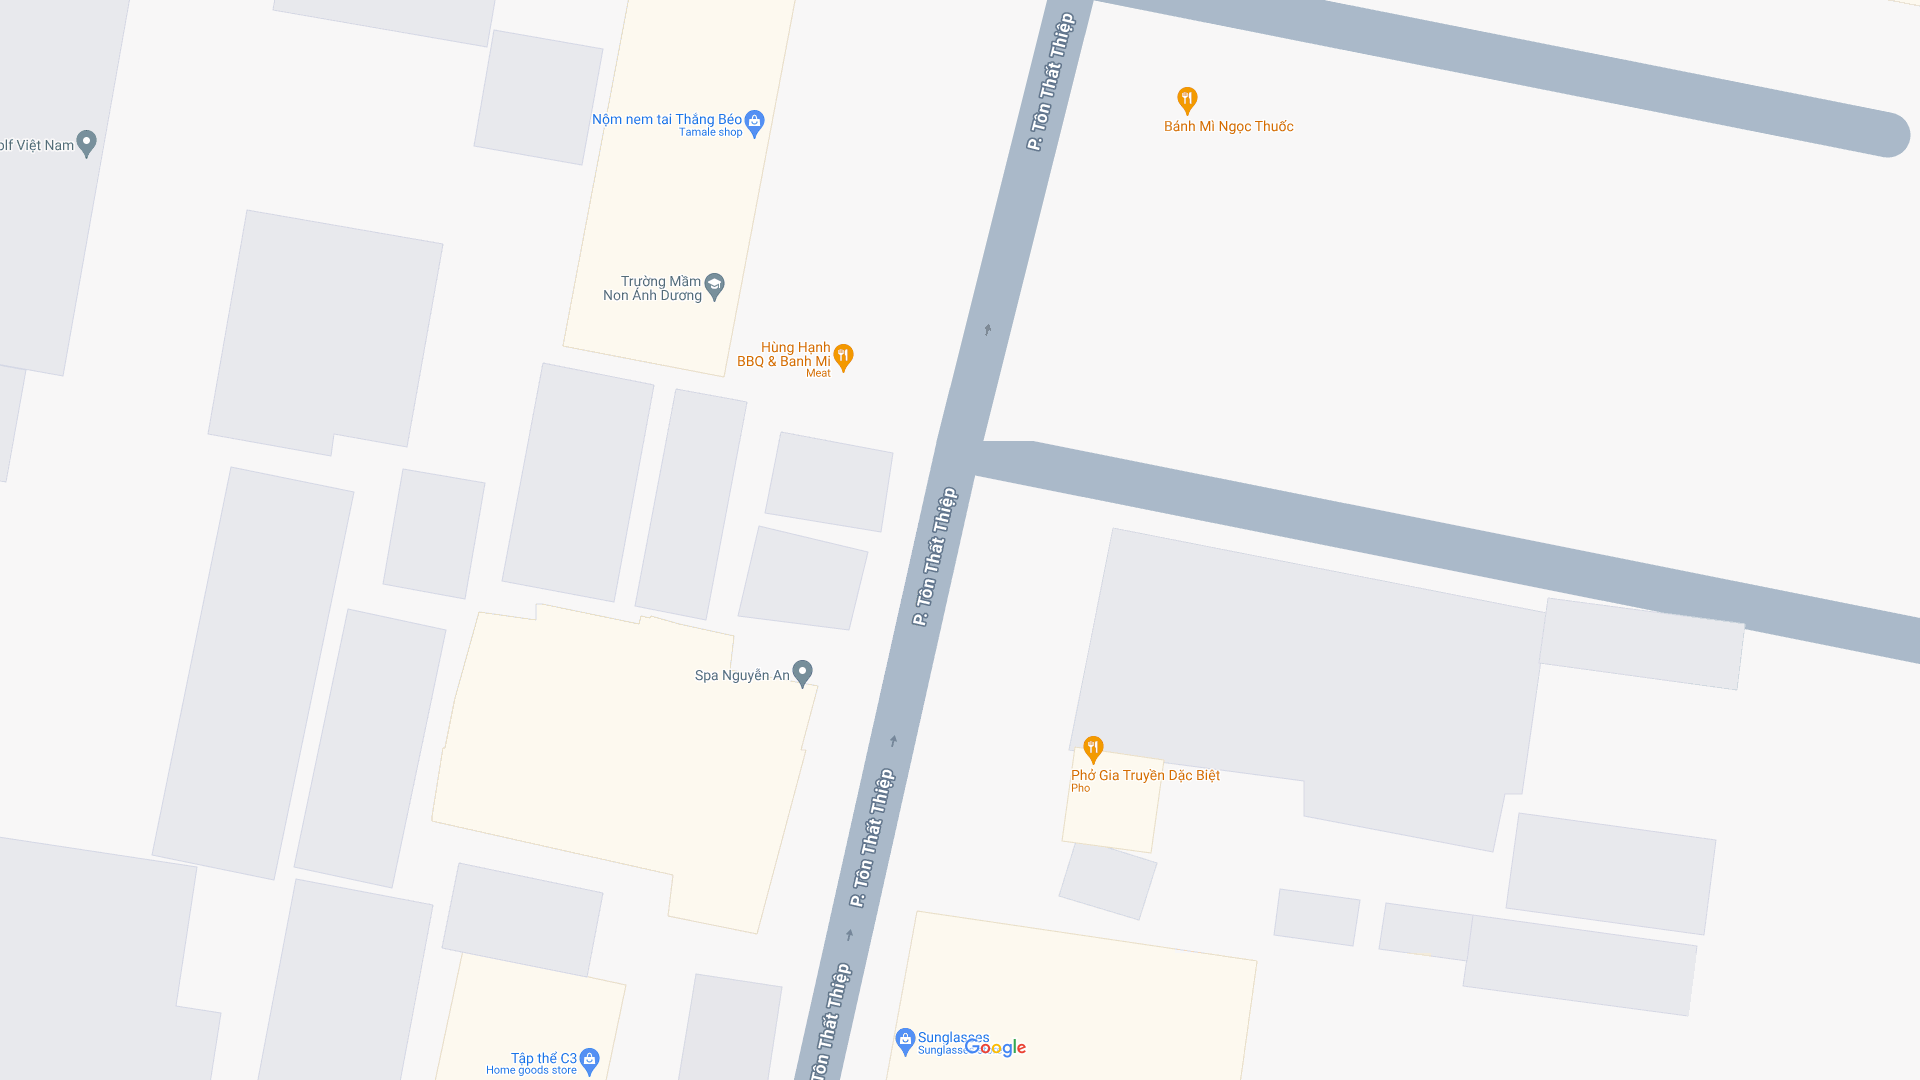 P. Tôn Thất Thiệp
Nộm nem tai Thắng Béo
Tamale shop
Bánh Mì Ngọc Thuốc
olf Việt Nam
Trường Mầm
Non Ánh Dương
Hùng Hạnh
BBQ & Banh Mi
Meat
P. Tôn Thất Thiệp
Spa Nguyễn An
Phở Gia Truyền Dặc Biệt
Pho
P. Tôn Thất Thiệp
Tôn Thất Thiệp
Sunglasses
Sunglasses
Google
Tập thể C3
Home goods store